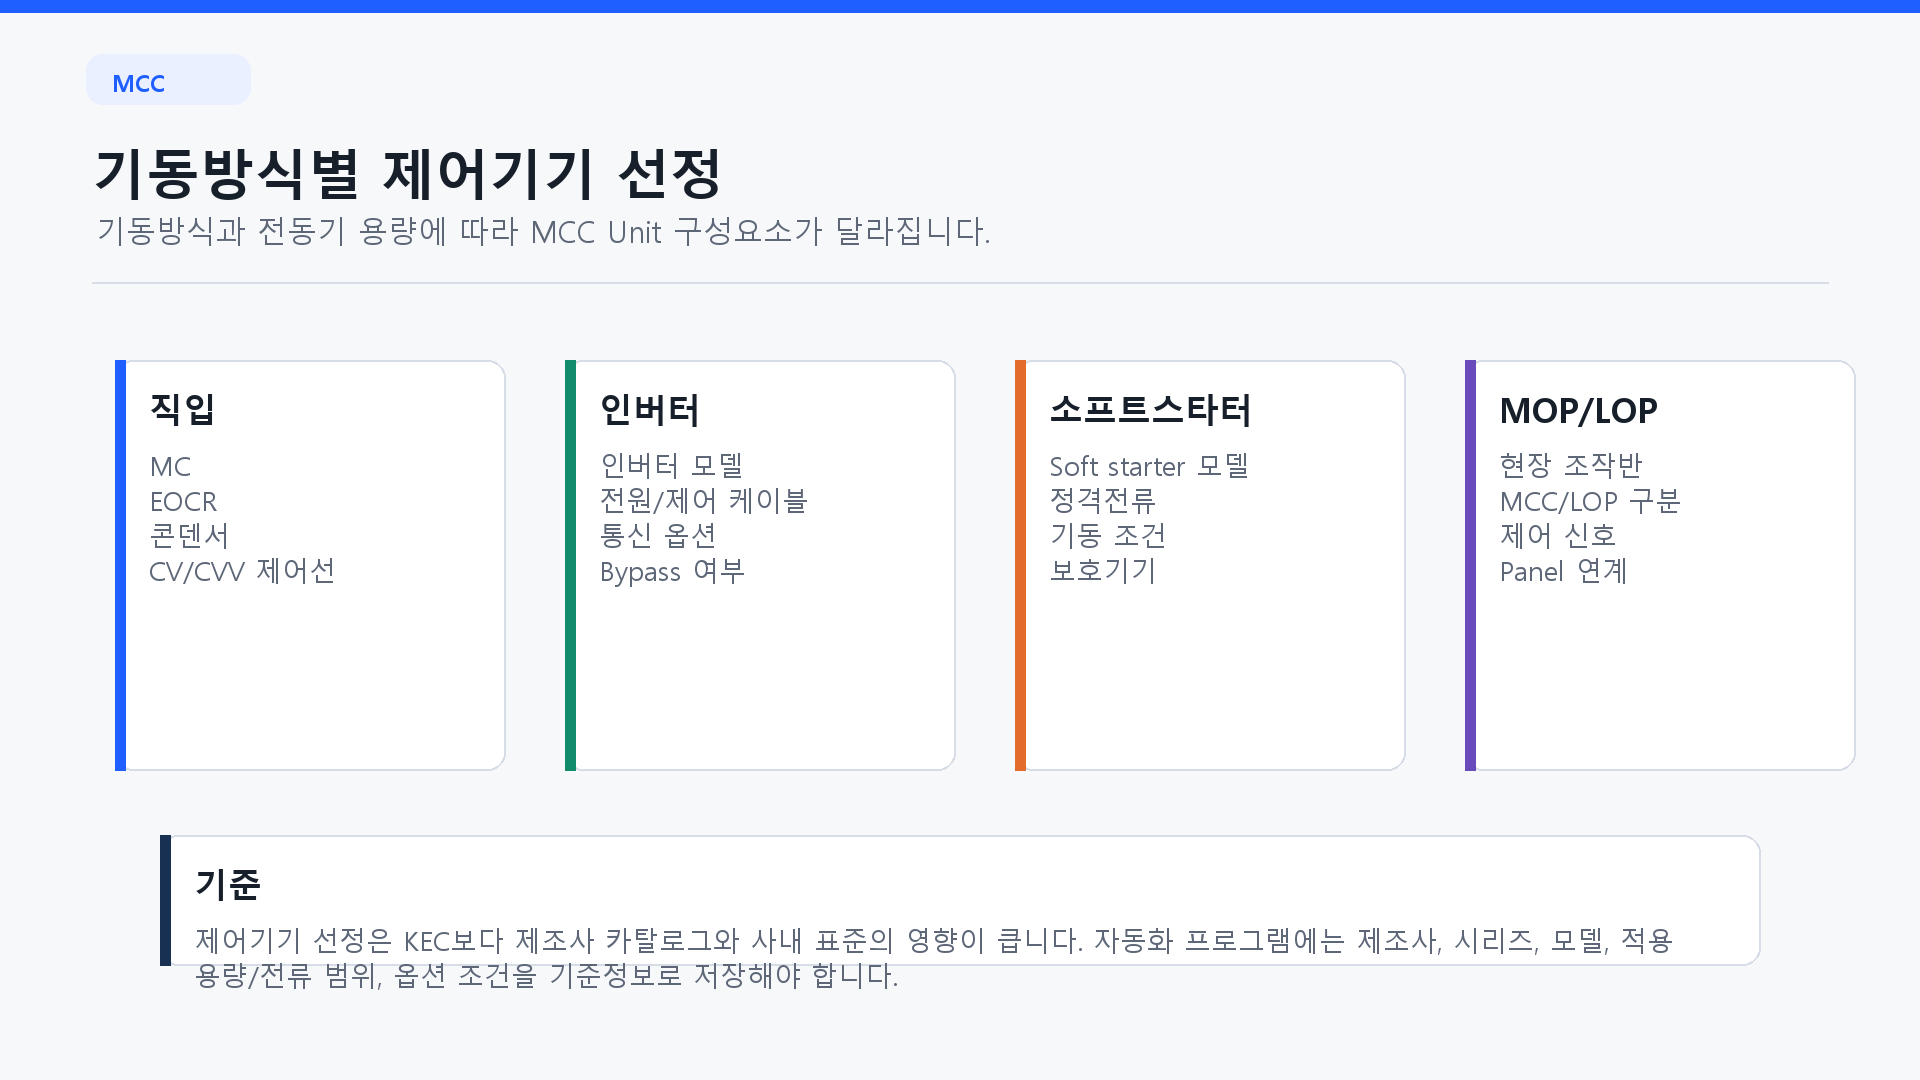 MCC
기동방식별 제어기기 선정
기동방식과 전동기 용량에 따라 MCC Unit 구성요소가 달라집니다.
직입
MC
EOCR
콘덴서
CV/CVV 제어선
인버터
인버터 모델
전원/제어 케이블
통신 옵션
Bypass 여부
소프트스타터
Soft starter 모델
정격전류
기동 조건
보호기기
MOP/LOP
현장 조작반
MCC/LOP 구분
제어 신호
Panel 연계
기준
제어기기 선정은 KEC보다 제조사 카탈로그와 사내 표준의 영향이 큽니다. 자동화 프로그램에는 제조사, 시리즈, 모델, 적용
용량/전류 범위, 옵션 조건을 기준정보로 저장해야 합니다.